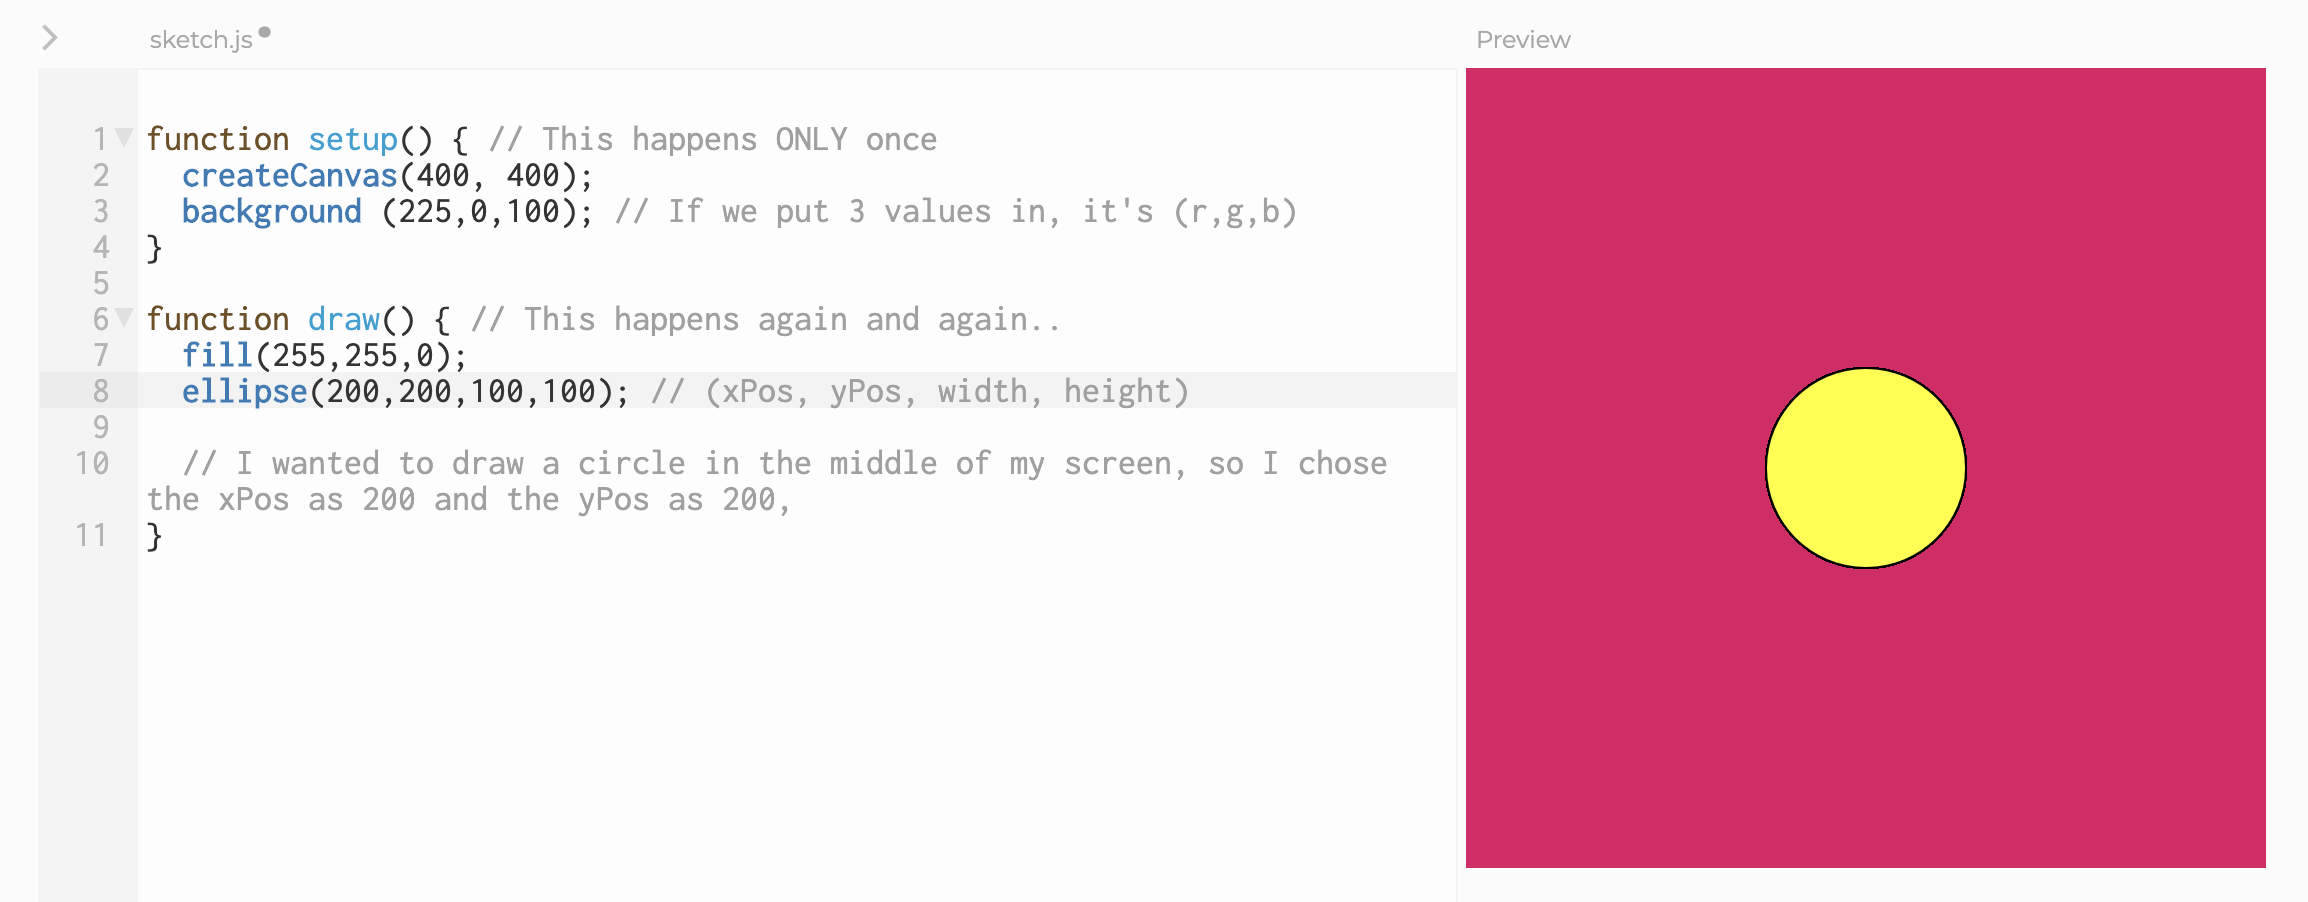 sketch.js
Preview
1 function setup() { // This happens ONLY once
2   createCanvas(400, 400);
3   background (225,0,100); // If we put 3 values in, it's (r,g,b)
4 }
5
6 function draw() { // This happens again and again..
7   fill(255,255,0);
8   ellipse(200,200,100,100); // (xPos, yPos, width, height)
9
10   // I wanted to draw a circle in the middle of my screen, so I chose
the xPos as 200 and the yPos as 200,
11 }